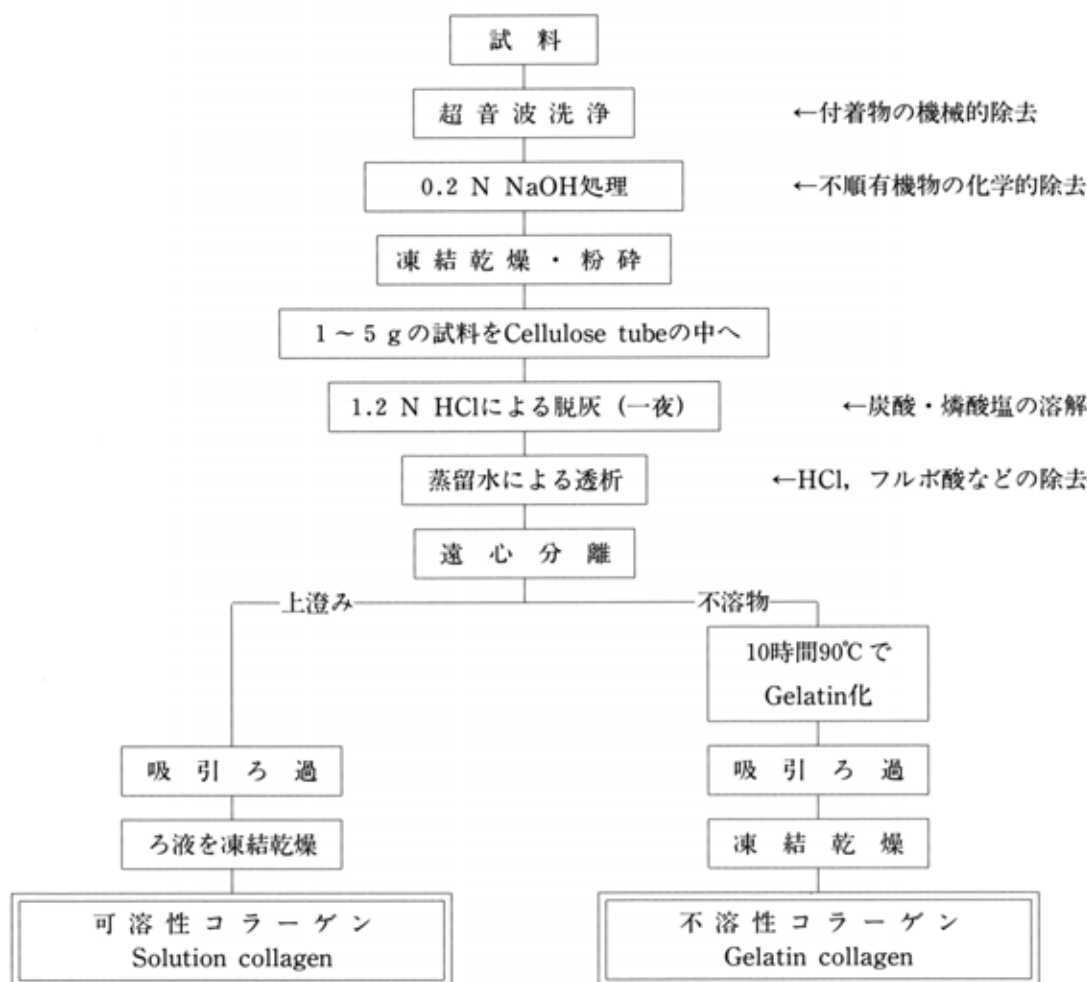 試料
超音波洗浄
←付着物の機械的除去
0.2 N NaOH処理
←不順有機物の化学的除去
凍結乾燥・粉砕
1～5 gの試料をCellulose tubeの中へ
1.2 N HClによる脱灰（一夜）
←炭酸・燐酸塩の溶解
蒸留水による透析
←HCl，フルボ酸などの除去
遠心分離
上澄み
不溶物
10時間90℃で
Gelatin化
吸引ろ過
吸引ろ過
ろ液を凍結乾燥
凍結乾燥
可溶性コラーゲン
Solution collagen
不溶性コラーゲン
Gelatin collagen